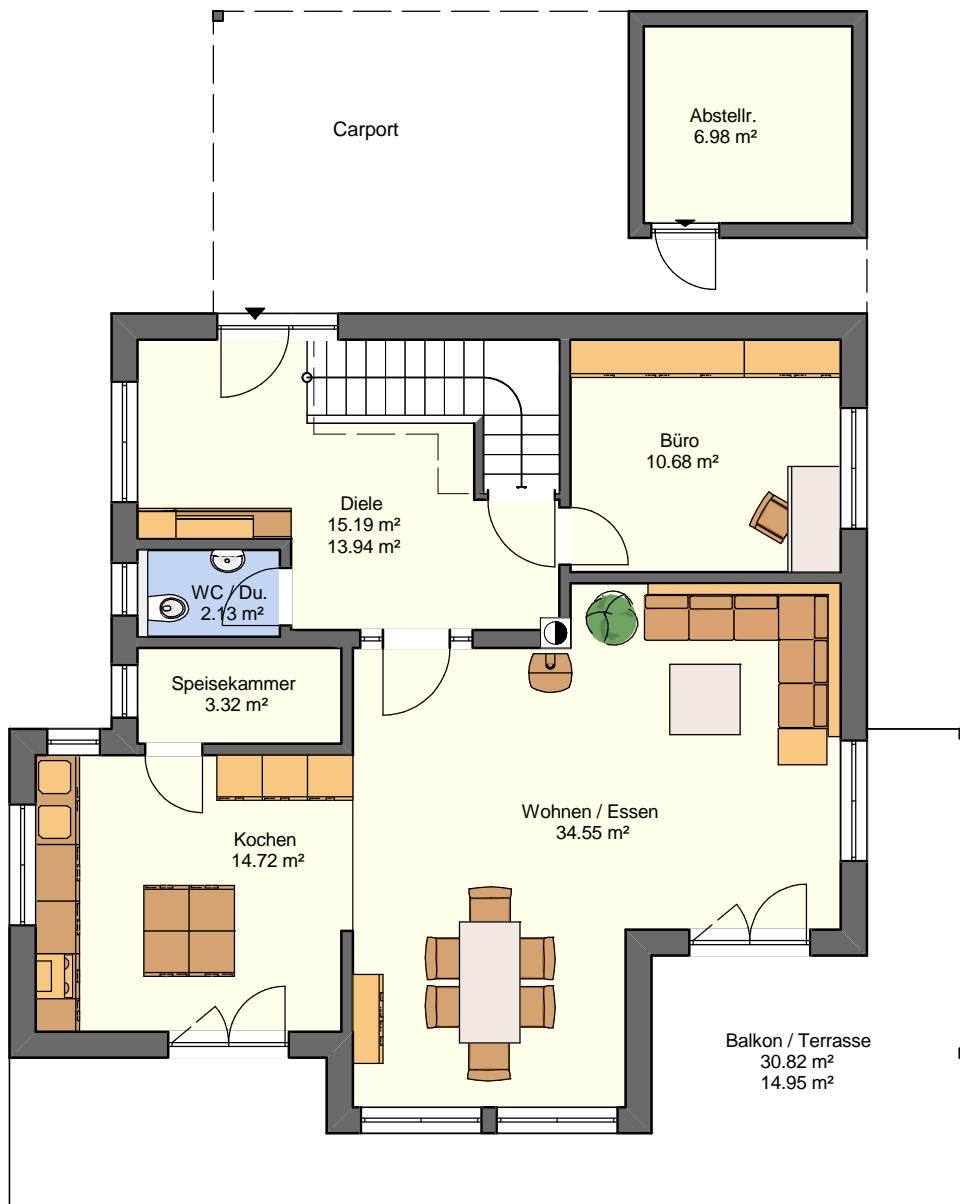 Carport
Abstellr.
6.98 m²
Büro
10.68 m²
Diele
15.19 m²
13.94 m²
WC / Du.
2.13 m²
Speisekammer
3.32 m²
Wohnen / Essen
34.55 m²
Kochen
14.72 m²
Balkon / Terrasse
30.82 m²
14.95 m²